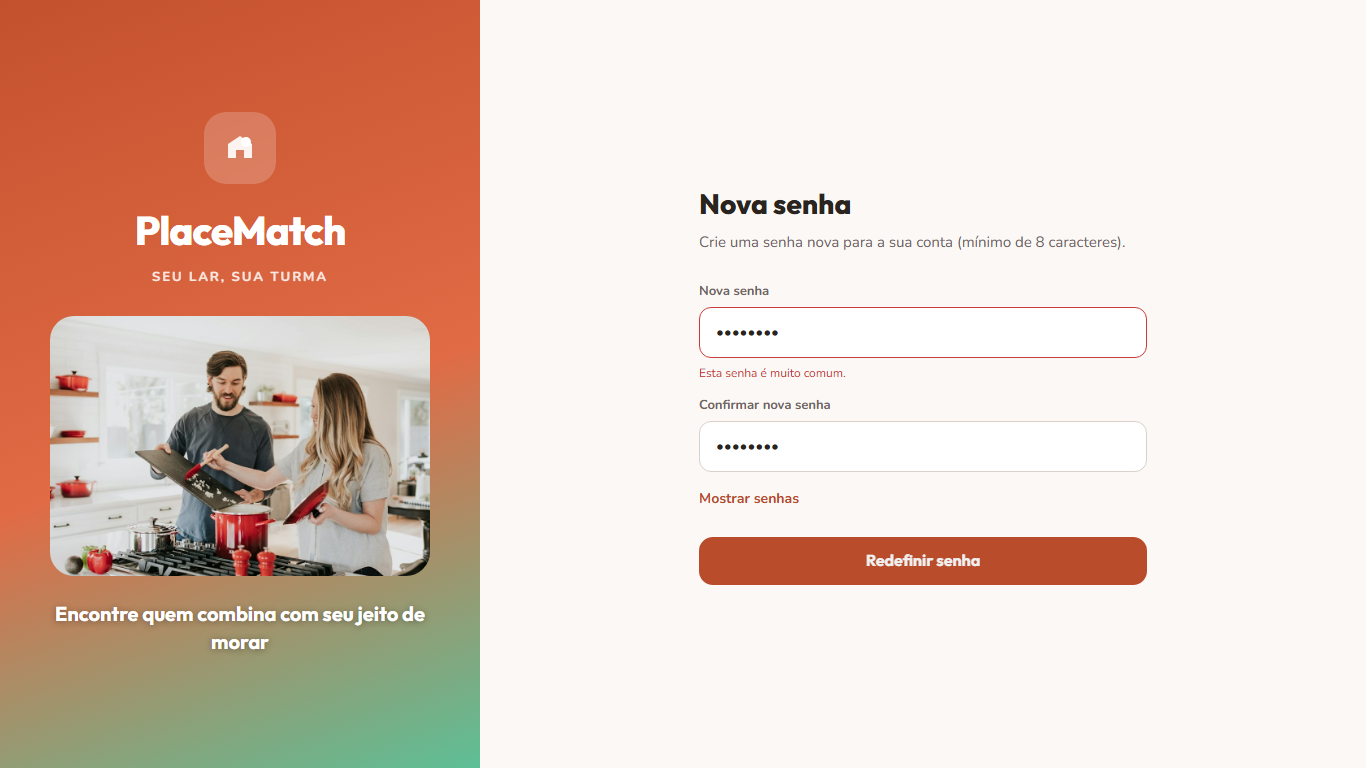 PlaceMatch
SEU LAR, SUA TURMA
Encontre quem combina com seu jeito de
morar
Nova senha
Crie uma senha nova para a sua conta (mínimo de 8 caracteres).
Nova senha
••••••••
Esta senha é muito comum.
Confirmar nova senha
••••••••
Mostrar senhas
Redefinir senha